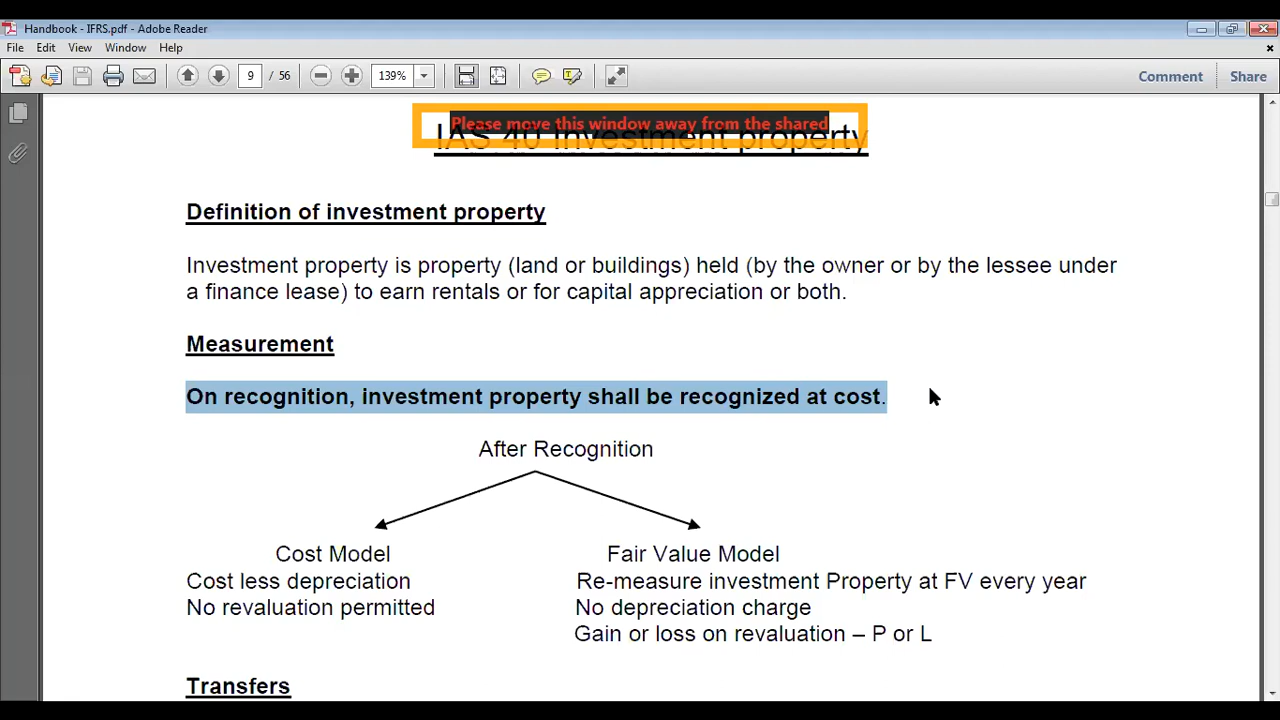 Handbook - IFRS.pdf - Adobe Reader
File Edit View Window Help
9 / 56 139% Comment Share
Please move this window away from the shared
IAS 40 Investment property
Definition of investment property
Investment property is property (land or buildings) held (by the owner or by the lessee under
a finance lease) to earn rentals or for capital appreciation or both.
Measurement
On recognition, investment property shall be recognized at cost.
After Recognition
Cost Model Fair Value Model
Cost less depreciation Re-measure investment Property at FV every year
No revaluation permitted No depreciation charge
Gain or loss on revaluation – P or L
Transfers